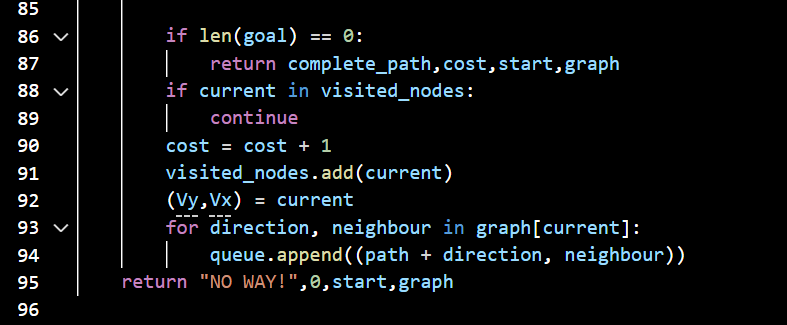 85
86 if len(goal) == 0:
87 return complete_path,cost,start,graph
88 if current in visited_nodes:
89 continue
90 cost = cost + 1
91 visited_nodes.add(current)
92 (Vy,Vx) = current
93 for direction, neighbour in graph[current]:
94 queue.append((path + direction, neighbour))
95 return "NO WAY!",0,start,graph
96